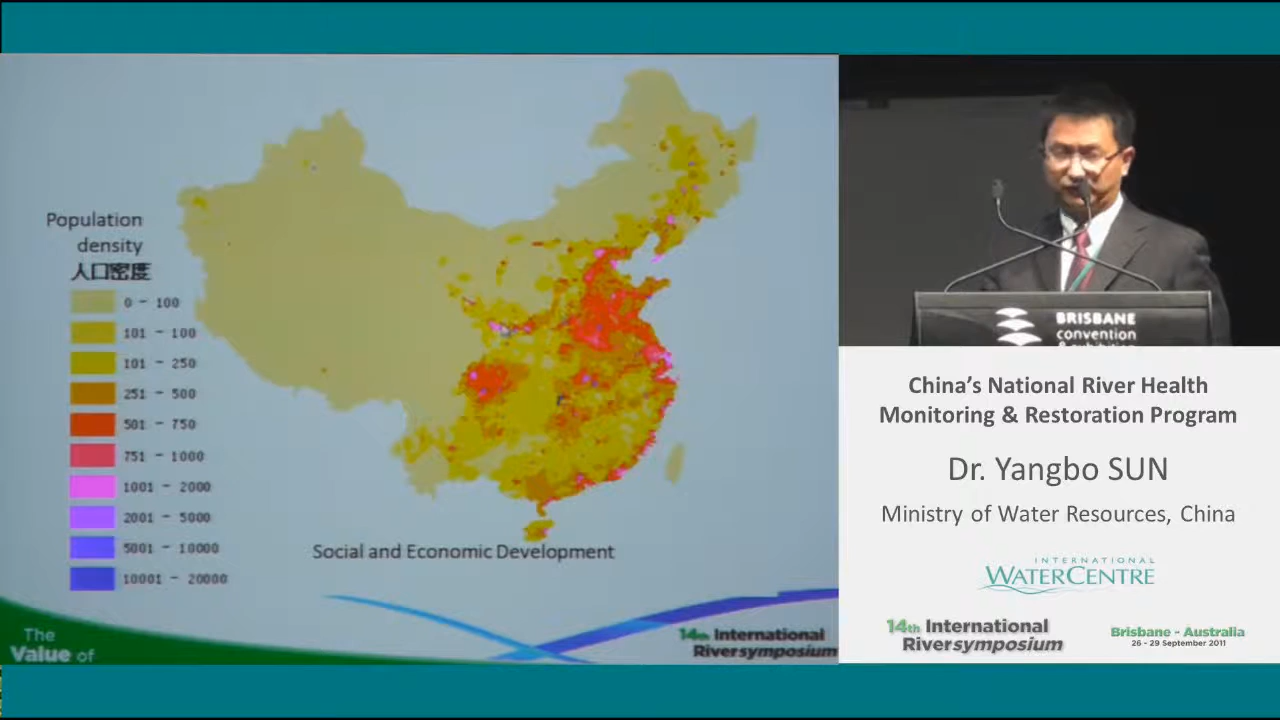 Population
density
人口密度
0 - 100
101 - 100
101 - 250
251 - 500
501 - 750
751 - 1000
1001 - 2000
2001 - 5000
5001 - 10000
10001 - 20000
Social and Economic Development
The
Value of
14th International
Riversymposium
BRISBANE
convention
& exhibition
China's National River Health
Monitoring & Restoration Program
Dr. Yangbo SUN
Ministry of Water Resources, China
INTERNATIONAL
WATERCENTRE
14th International
Riversymposium
Brisbane - Australia
26 - 29 September 2011